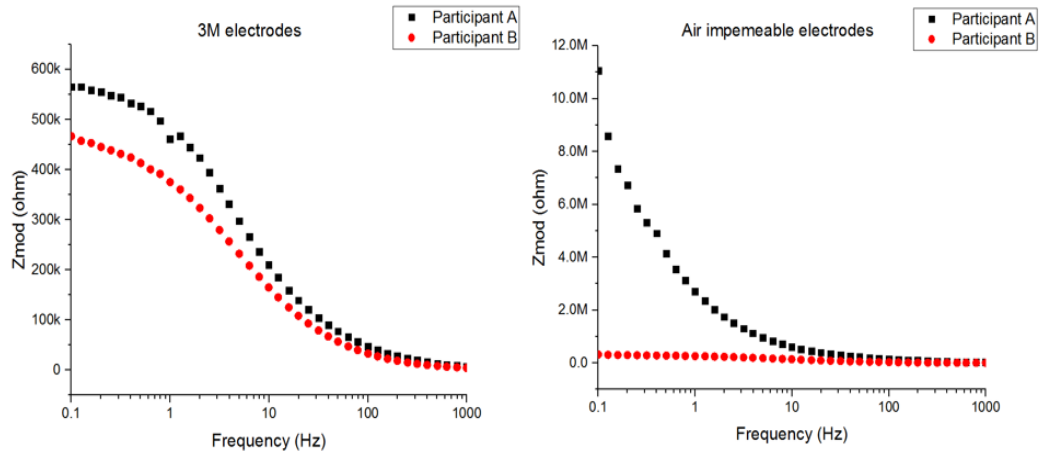 3M electrodes
Participant A
Participant B
600k
500k
400k
300k
200k
100k
0
Zmod (ohm)
0.1 1 10 100 1000
Frequency (Hz)
Air impemeable electrodes
Participant A
Participant B
12.0M
10.0M
8.0M
6.0M
4.0M
2.0M
0.0
Zmod (ohm)
0.1 1 10 100 1000
Frequency (Hz)